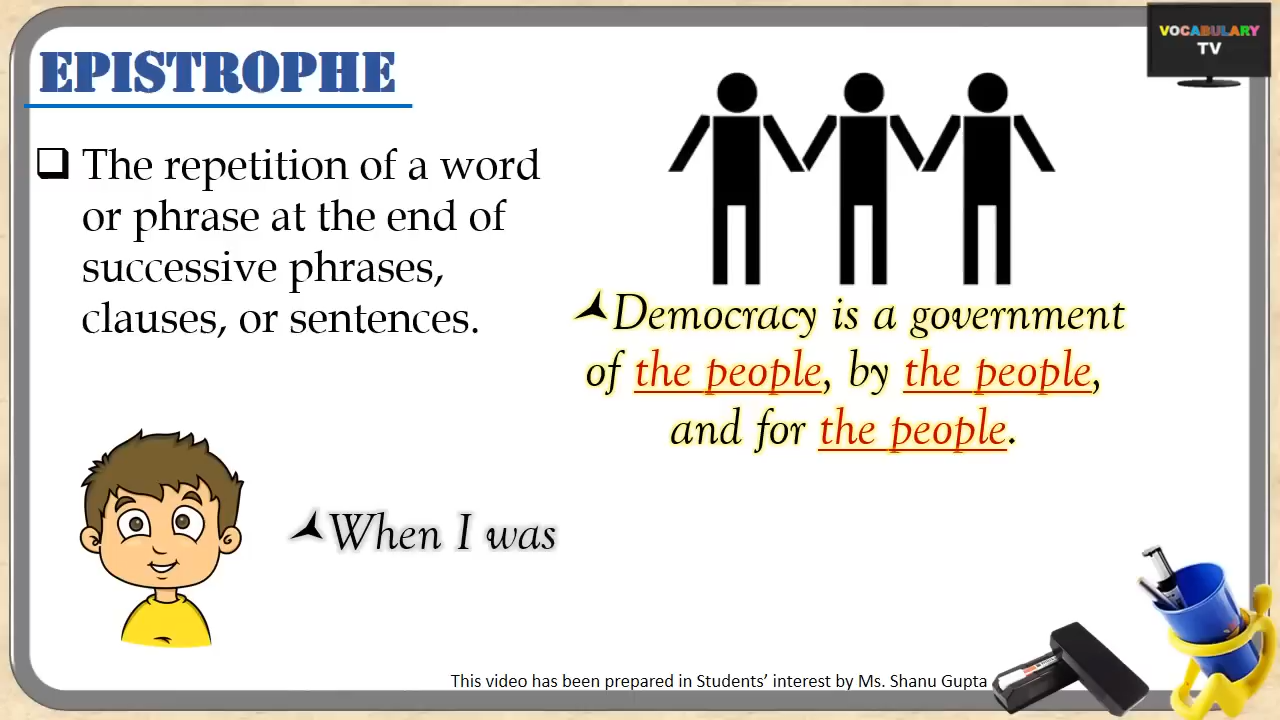 VOCABULARY
TV
EPISTROPHE
The repetition of a word
or phrase at the end of
successive phrases,
clauses, or sentences.
Democracy is a government
of the people, by the people,
and for the people.
When I was
This video has been prepared in Students’ interest by Ms. Shanu Gupta